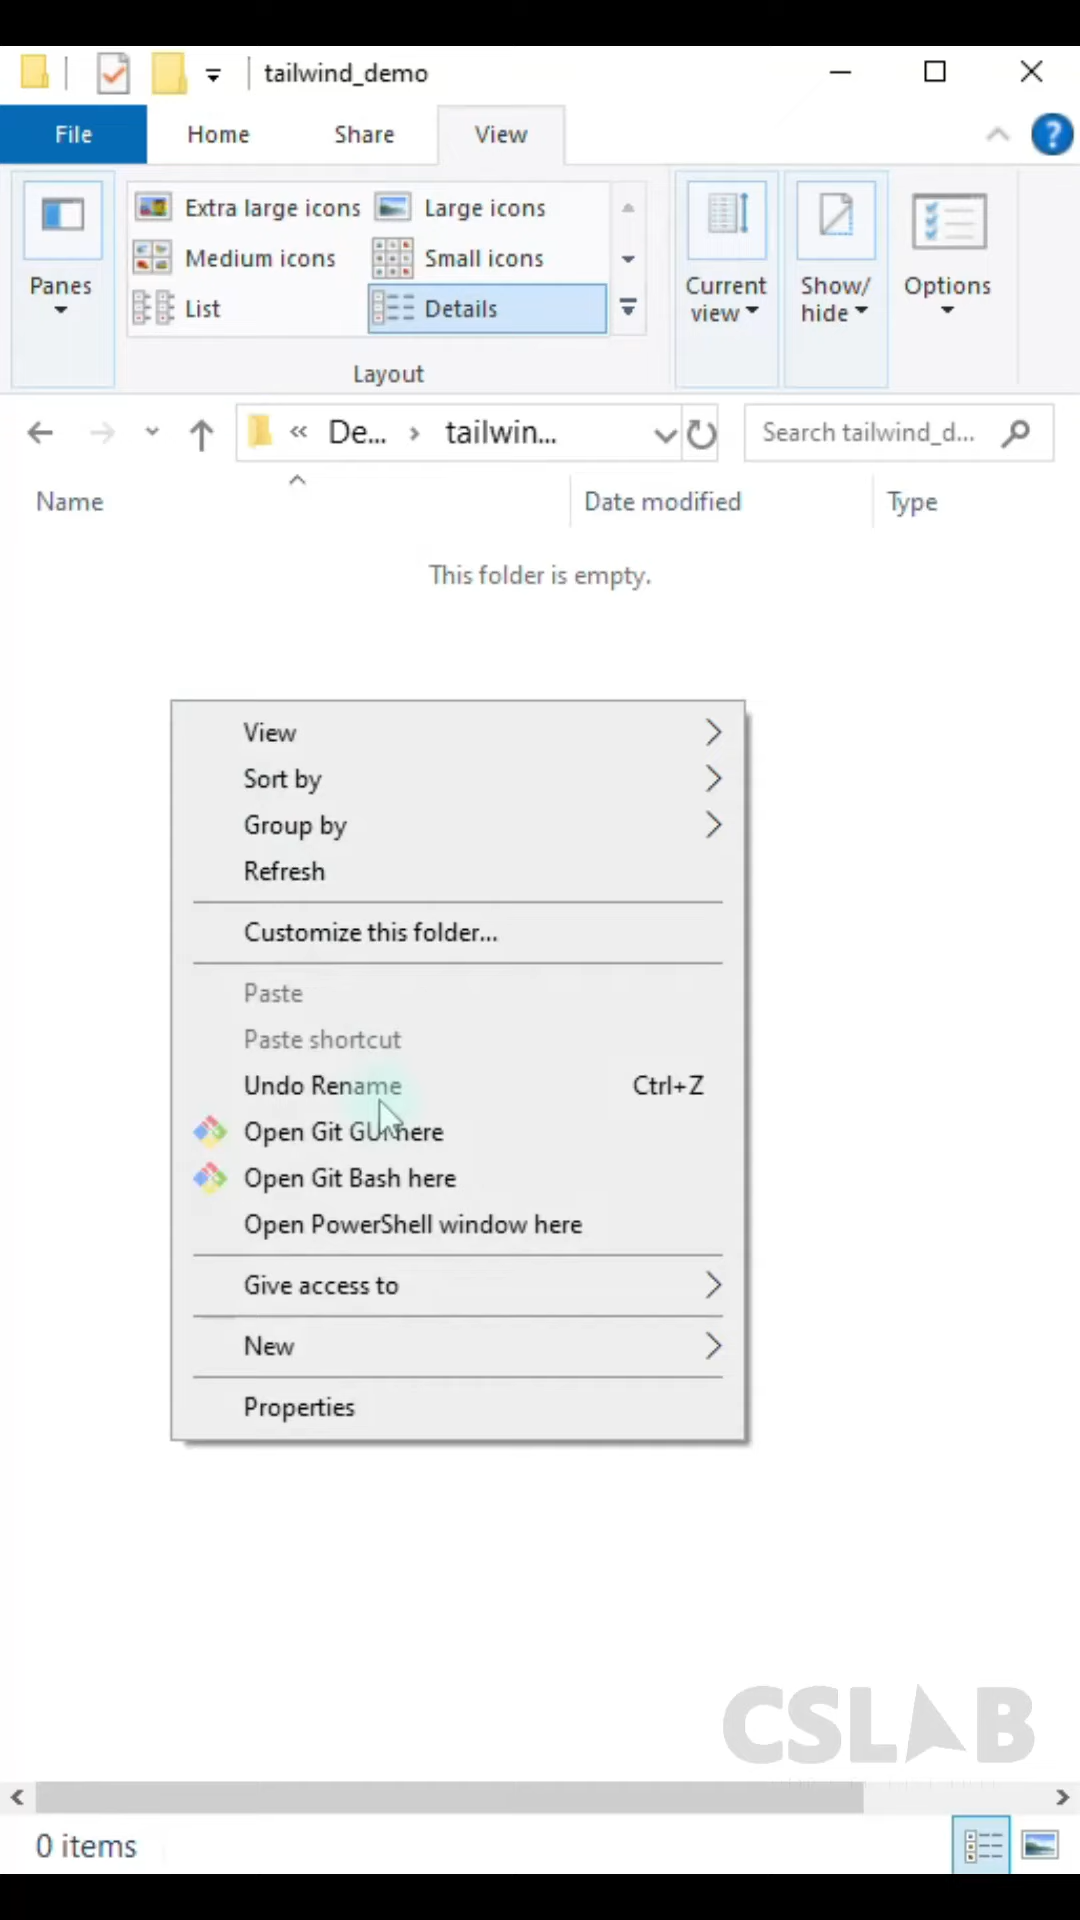 tailwind_demo
File Home Share View
Extra large icons Large icons
Medium icons Small icons
List Details
Panes
Current view
Show/ hide
Options
Layout
« De... › tailwin...
Search tailwind_d...
Name Date modified Type
This folder is empty.
View
Sort by
Group by
Refresh
Customize this folder...
Paste
Paste shortcut
Undo Rename Ctrl+Z
Open Git GUI here
Open Git Bash here
Open PowerShell window here
Give access to
New
Properties
CSLAB
0 items